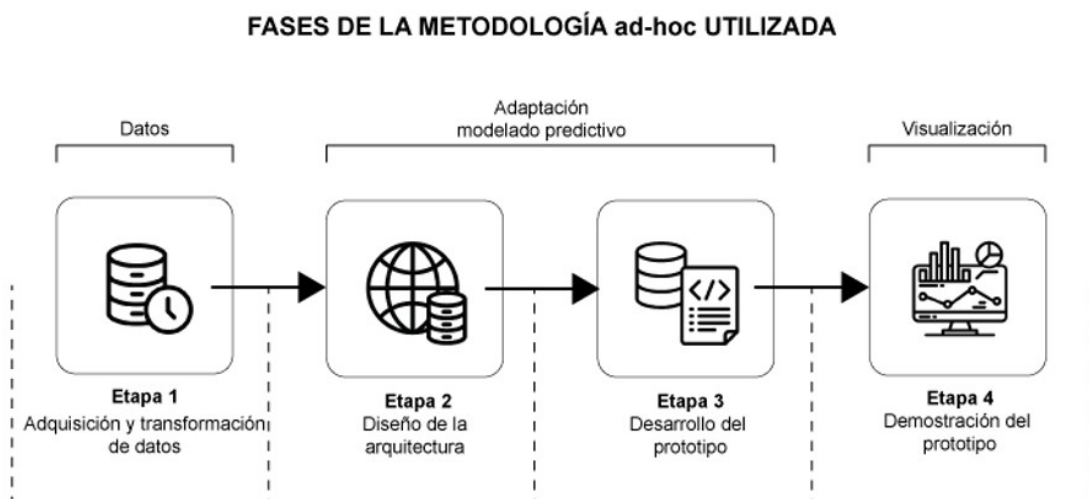 FASES DE LA METODOLOGÍA ad-hoc UTILIZADA
Datos
Adaptación
modelado predictivo
Visualización
Etapa 1
Adquisición y transformación
de datos
Etapa 2
Diseño de la
arquitectura
Etapa 3
Desarrollo del
prototipo
Etapa 4
Demostración del
prototipo